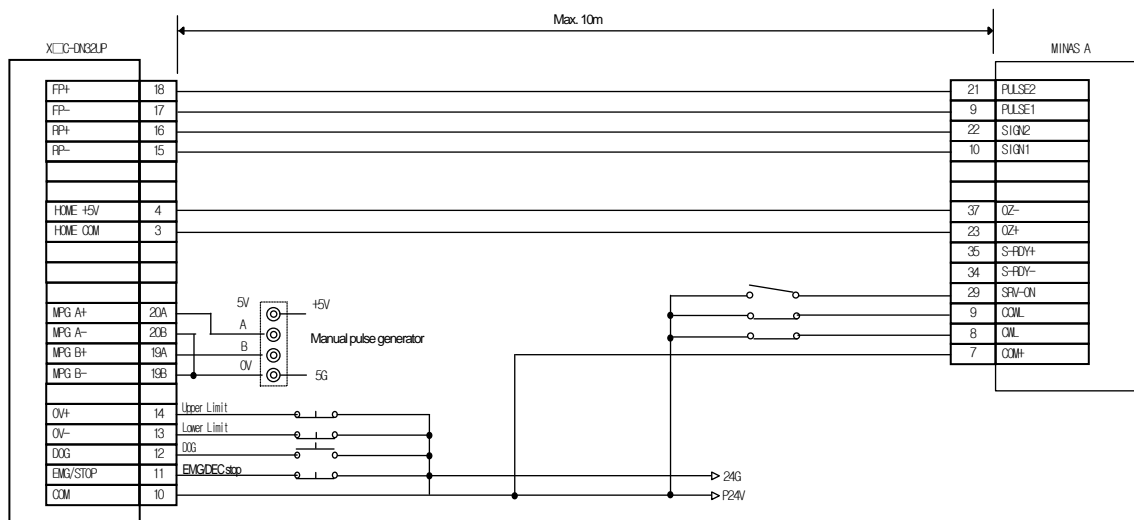 Max. 10m
X□C-DN32UP
MINAS A
FP+ 18 21 PULSE2
FP- 17 9 PULSE1
RP+ 16 22 SIGN2
RP- 15 10 SIGN1
HOME +5V 4 37 OZ-
HOME COM 3 23 OZ+
35 S-RDY+
34 S-RDY-
29 SRV-ON
9 CCWL
8 CWL
7 COM+
5V +5V
MPG A+ 20A A
MPG A- 20B Manual pulse generator
MPG B+ 19A B
MPG B- 19B 0V 5G
OV+ 14 Upper Limit
OV- 13 Lower Limit
DOG 12 DOG
EMG/STOP 11 EMG/DEC stop 24G
COM 10 P24V